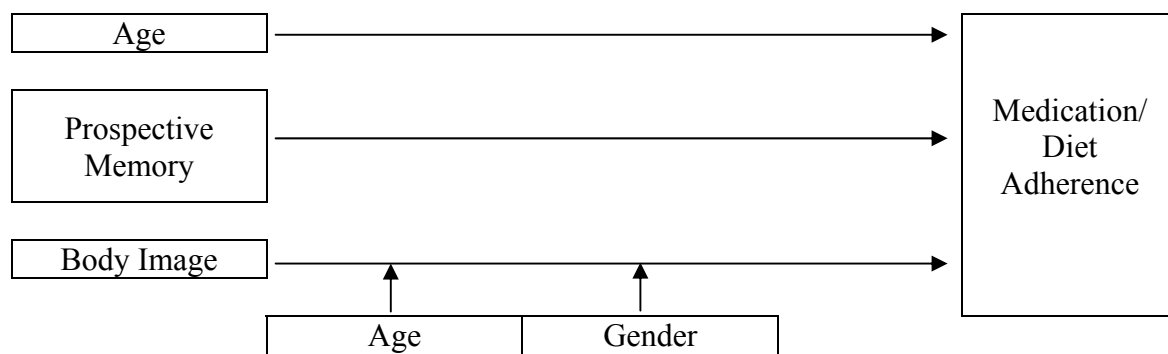 Age
Prospective
Memory
Body Image
Age
Gender
Medication/
Diet
Adherence